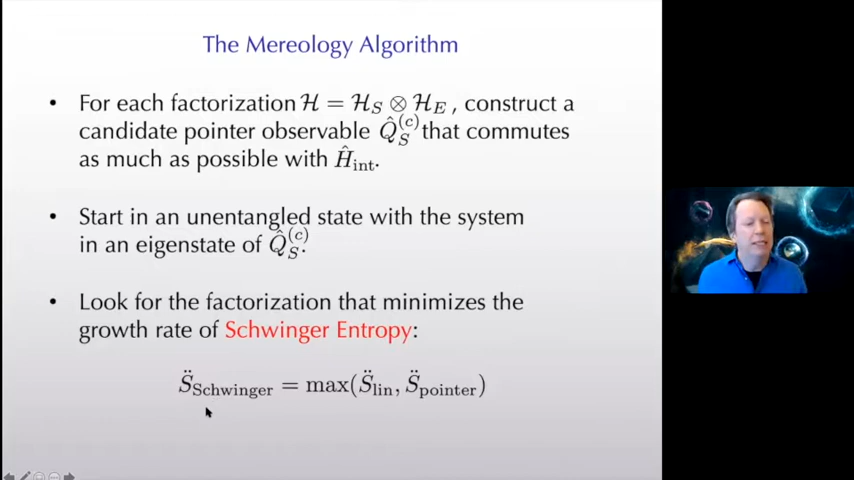 The Mereology Algorithm
• For each factorization ℋ = ℋ_S ⊗ ℋ_E , construct a
candidate pointer observable Q̂_S^(c) that commutes
as much as possible with Ĥ_int.
• Start in an unentangled state with the system
in an eigenstate of Q̂_S^(c).
• Look for the factorization that minimizes the
growth rate of Schwinger Entropy:
S̈_Schwinger = max(S̈_lin, S̈_pointer)